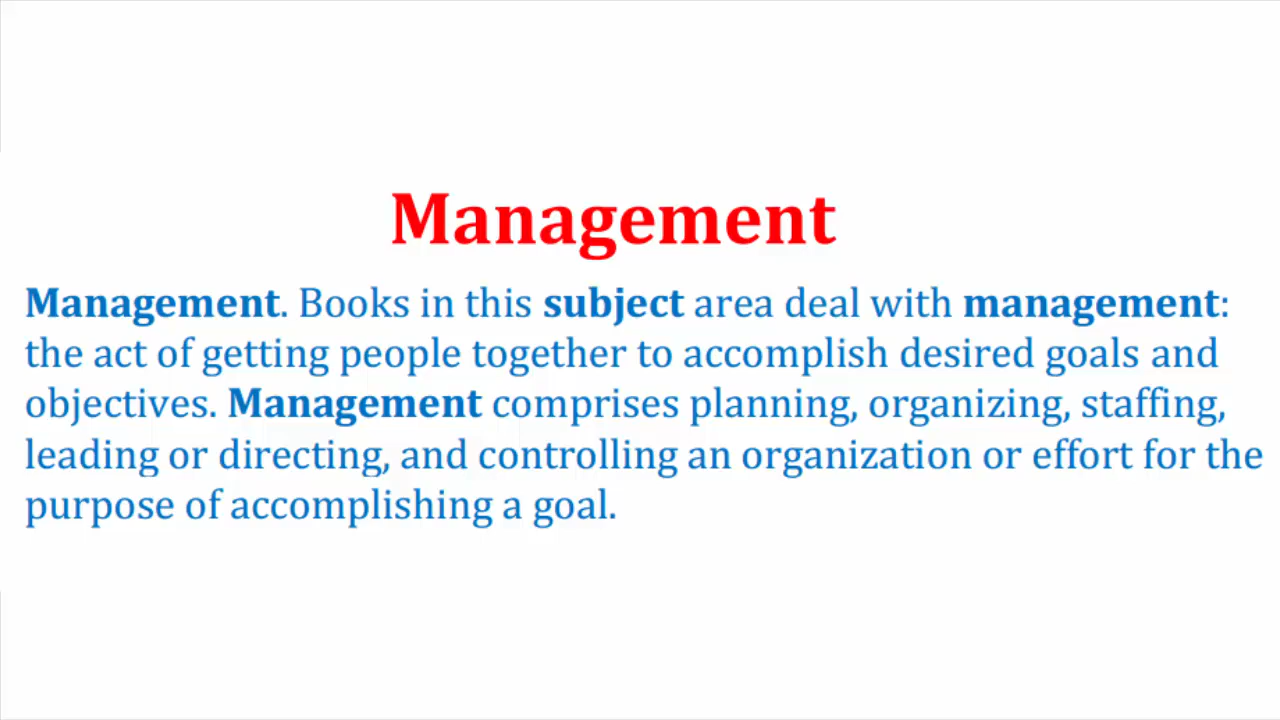 Management
Management. Books in this subject area deal with management:
the act of getting people together to accomplish desired goals and
objectives. Management comprises planning, organizing, staffing,
leading or directing, and controlling an organization or effort for the
purpose of accomplishing a goal.